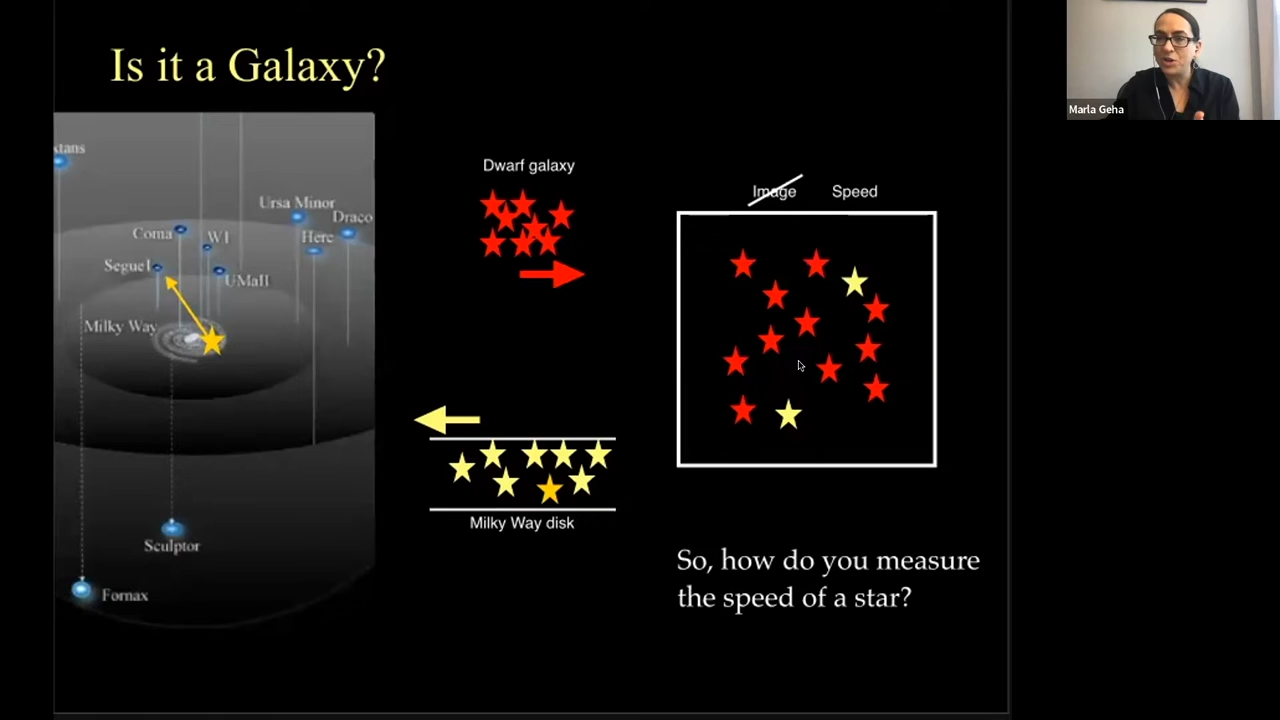 Is it a Galaxy?
Marla Geha
xtans
Ursa Minor
Draco
Coma
W1
Here
Segue1
UMaII
Milky Way
Sculptor
Fornax
Dwarf galaxy
Milky Way disk
Image
Speed
So, how do you measure
the speed of a star?